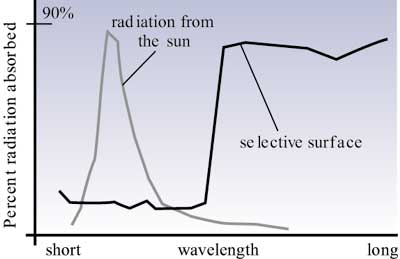 90%
radiation from
the sun
Percent radiation absorbed
selective surface
short
wavelength
long